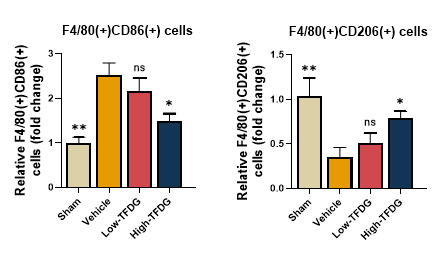 F4/80(+)CD86(+) cells
Relative F4/80(+)CD86(+)
cells (fold change)
3
2
1
0
**
ns
*
Sham
Vehicle
Low-TFDG
High-TFDG
F4/80(+)CD206(+) cells
Relative F4/80(+)CD206(+)
cells (fold change)
1.5
1.0
0.5
0.0
**
ns
*
Sham
Vehicle
Low-TFDG
High-TFDG